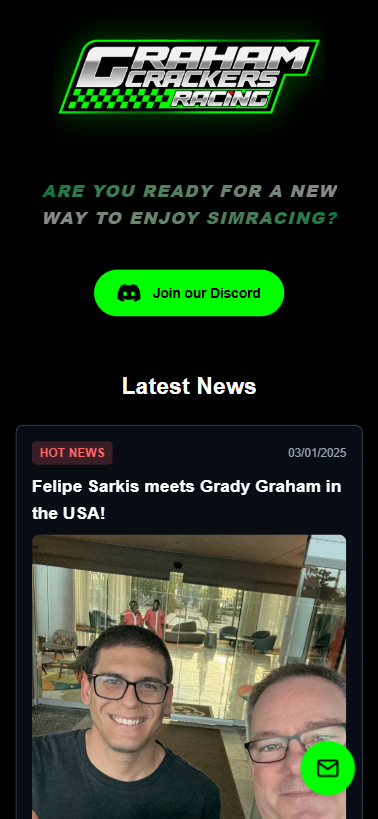 GRAHAM
CRACKERS
RACING
ARE YOU READY FOR A NEW
WAY TO ENJOY SIMRACING?
Join our Discord
Latest News
HOT NEWS
03/01/2025
Felipe Sarkis meets Grady Graham in
the USA!